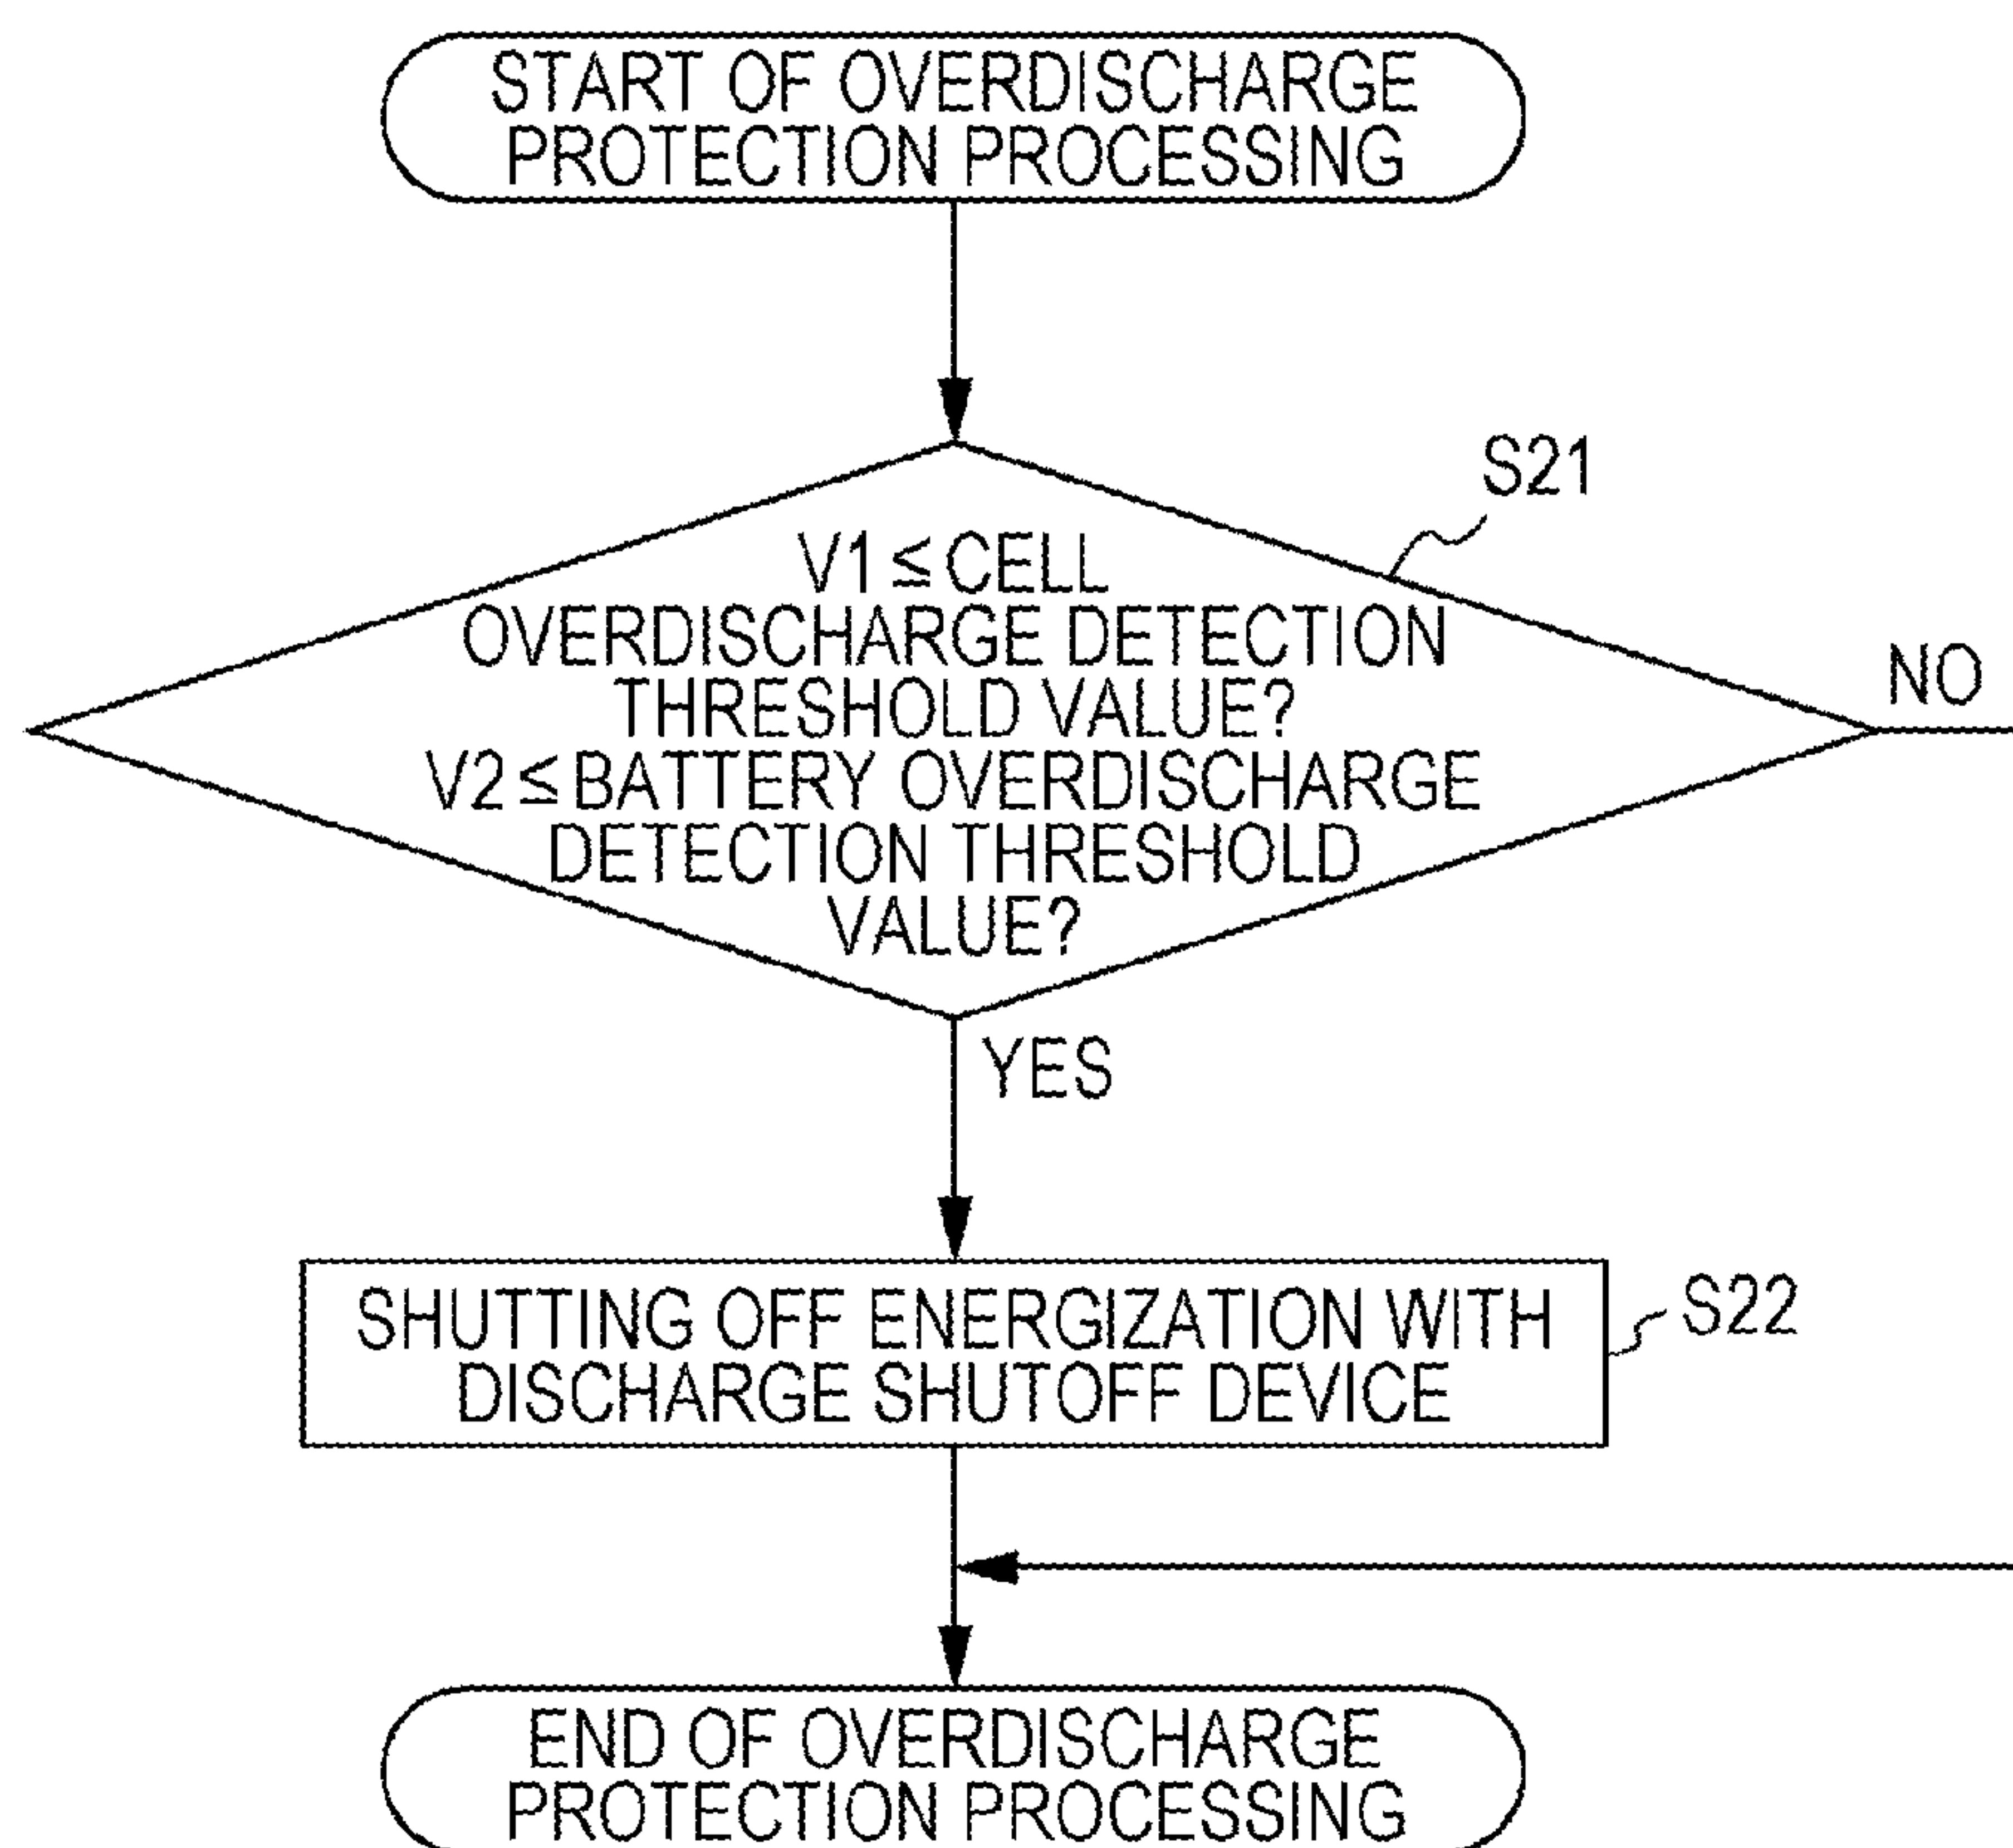 START OF OVERDISCHARGE
PROTECTION PROCESSING
S21
V1≦CELL
OVERDISCHARGE DETECTION
THRESHOLD VALUE?
V2≦BATTERY OVERDISCHARGE
DETECTION THRESHOLD
VALUE?
NO
YES
SHUTTING OFF ENERGIZATION WITH
DISCHARGE SHUTOFF DEVICE
S22
END OF OVERDISCHARGE
PROTECTION PROCESSING